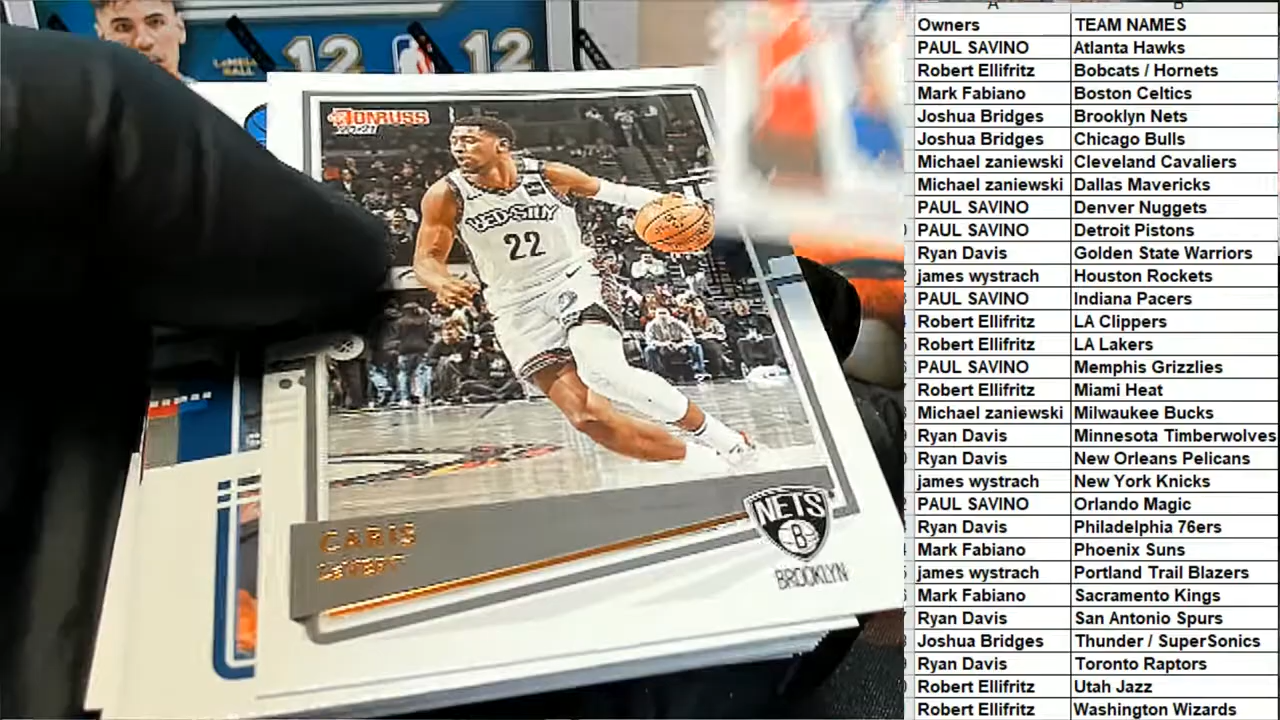 LaMELO
BALL
12
NBA
12
DONRUSS
2020-21
BED-STUY
22
CARIS
LeVERT
NETS
B
BROOKLYN
A B
Owners TEAM NAMES
PAUL SAVINO Atlanta Hawks
Robert Ellifritz Bobcats / Hornets
Mark Fabiano Boston Celtics
Joshua Bridges Brooklyn Nets
Joshua Bridges Chicago Bulls
Michael zaniewski Cleveland Cavaliers
Michael zaniewski Dallas Mavericks
PAUL SAVINO Denver Nuggets
PAUL SAVINO Detroit Pistons
Ryan Davis Golden State Warriors
james wystrach Houston Rockets
PAUL SAVINO Indiana Pacers
Robert Ellifritz LA Clippers
Robert Ellifritz LA Lakers
PAUL SAVINO Memphis Grizzlies
Robert Ellifritz Miami Heat
Michael zaniewski Milwaukee Bucks
Ryan Davis Minnesota Timberwolves
Ryan Davis New Orleans Pelicans
james wystrach New York Knicks
PAUL SAVINO Orlando Magic
Ryan Davis Philadelphia 76ers
Mark Fabiano Phoenix Suns
james wystrach Portland Trail Blazers
Mark Fabiano Sacramento Kings
Ryan Davis San Antonio Spurs
Joshua Bridges Thunder / SuperSonics
Ryan Davis Toronto Raptors
Robert Ellifritz Utah Jazz
Robert Ellifritz Washington Wizards